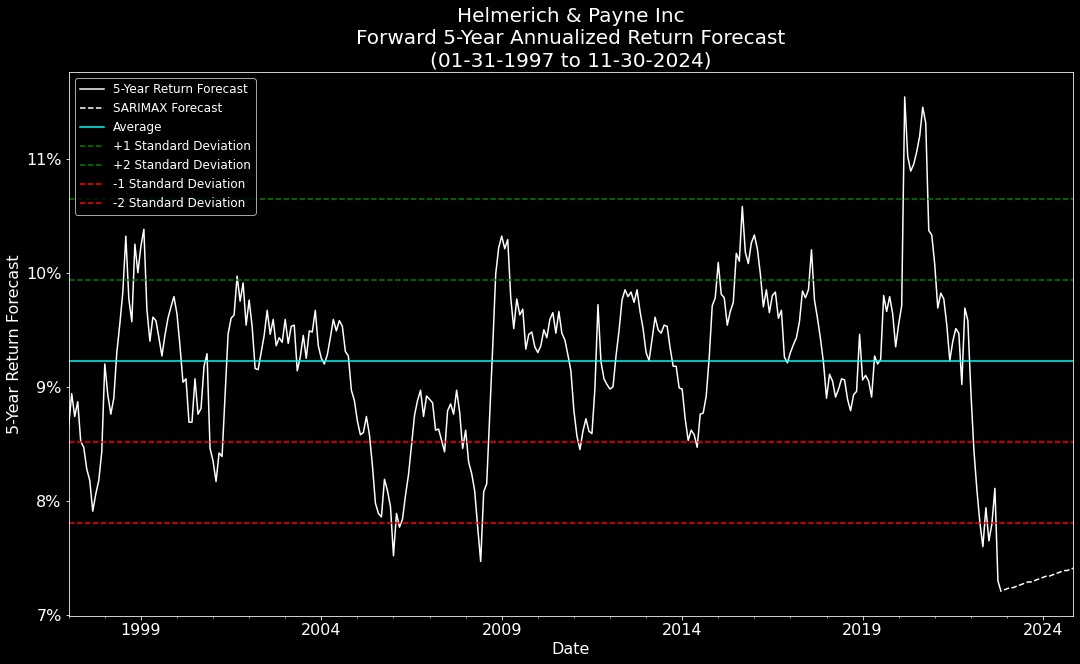 Helmerich & Payne Inc
Forward 5-Year Annualized Return Forecast
(01-31-1997 to 11-30-2024)
5-Year Return Forecast
SARIMAX Forecast
Average
+1 Standard Deviation
+2 Standard Deviation
-1 Standard Deviation
-2 Standard Deviation
5-Year Return Forecast
11%
10%
9%
8%
7%
1999 2004 2009 2014 2019 2024
Date